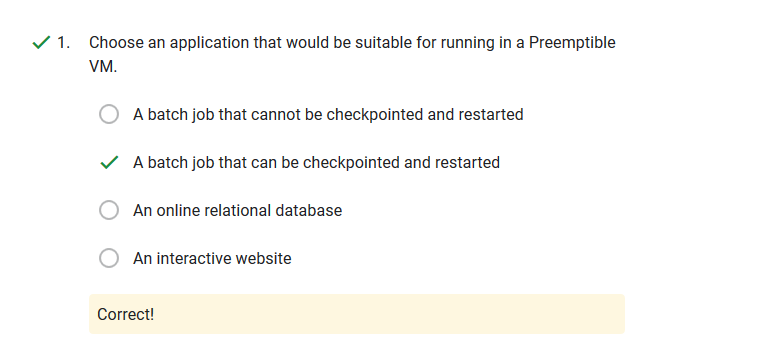 1. Choose an application that would be suitable for running in a Preemptible
VM.
A batch job that cannot be checkpointed and restarted
A batch job that can be checkpointed and restarted
An online relational database
An interactive website
Correct!